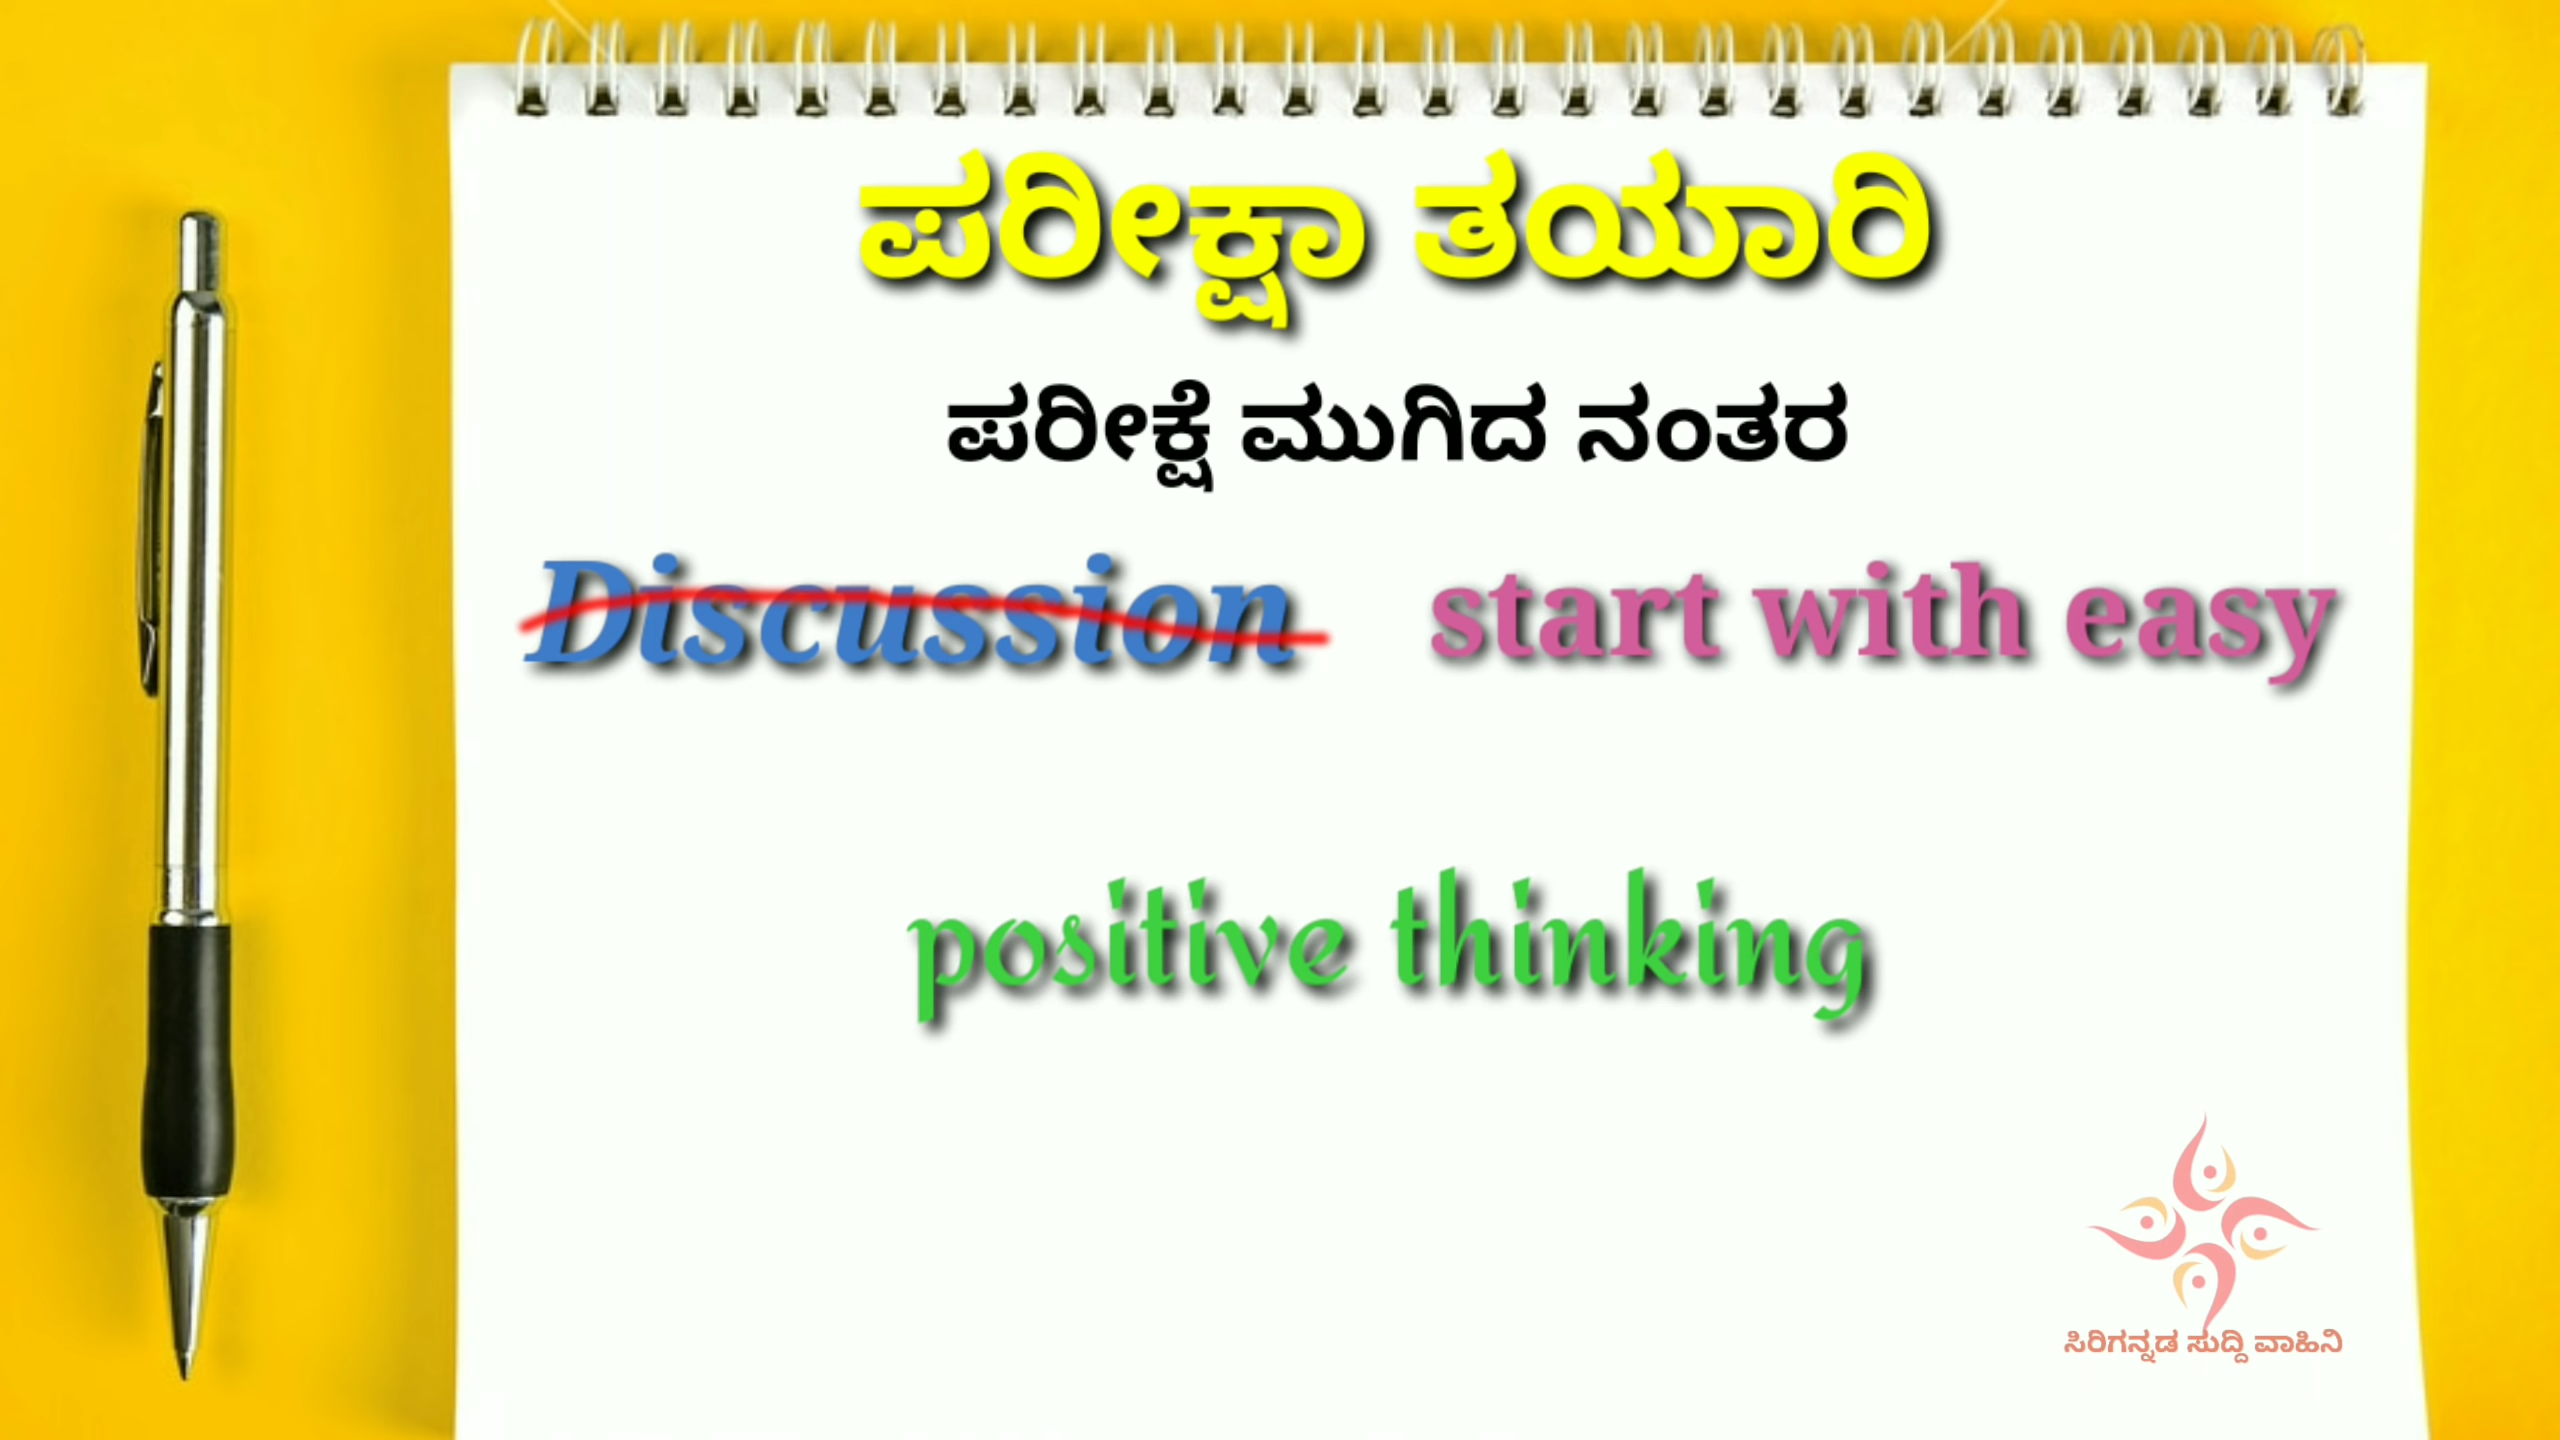 ಪರೀಕ್ಷಾ ತಯಾರಿ
ಪರೀಕ್ಷೆ ಮುಗಿದ ನಂತರ
Discussion start with easy
positive thinking
ಸಿರಿಗನ್ನಡ ಸುದ್ದಿ ವಾಹಿನಿ